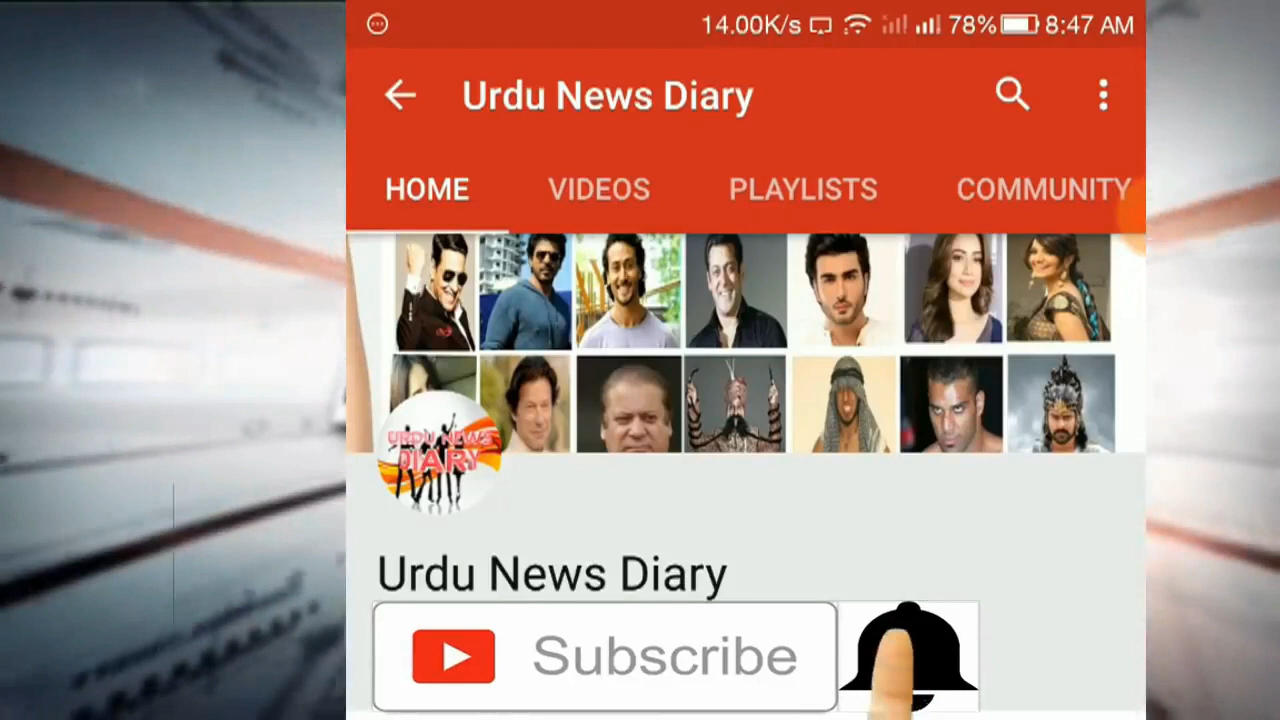 14.00K/s 78% 8:47 AM
Urdu News Diary
HOME VIDEOS PLAYLISTS COMMUNITY
URDU NEWS
DIARY
Urdu News Diary
Subscribe